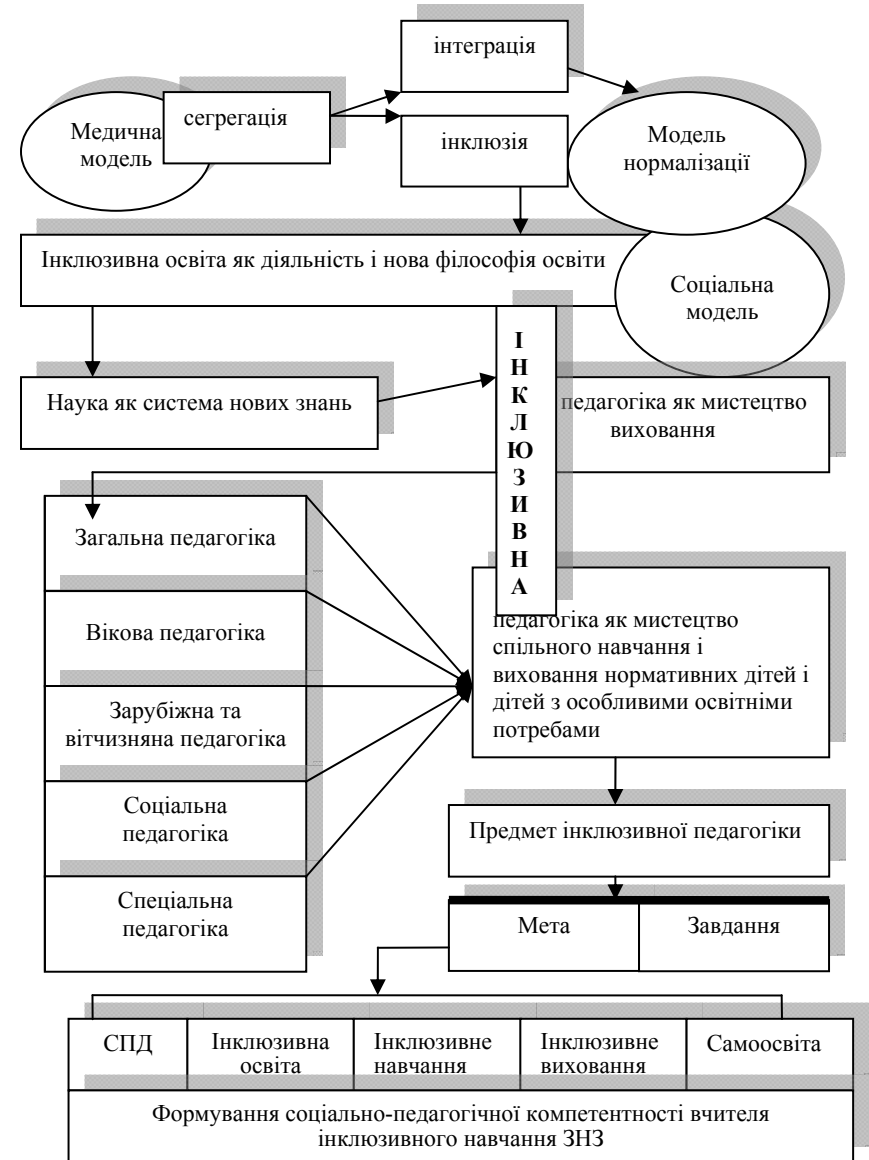 інтеграція
сегрегація
Медична
модель
інклюзія
Модель
нормалізації
Інклюзивна освіта як діяльність і нова філософія освіти
Соціальна
модель
І
Н
К
Л
Ю
З
И
В
Н
А
Наука як система нових знань
педагогіка як мистецтво
виховання
Загальна педагогіка
Вікова педагогіка
Зарубіжна та
вітчизняна педагогіка
Соціальна
педагогіка
Спеціальна
педагогіка
педагогіка як мистецтво
спільного навчання і
виховання нормативних дітей і
дітей з особливими освітніми
потребами
Предмет інклюзивної педагогіки
Мета
Завдання
СПД
Інклюзивна
освіта
Інклюзивне
навчання
Інклюзивне
виховання
Самоосвіта
Формування соціально-педагогічної компетентності вчителя
інклюзивного навчання ЗНЗ